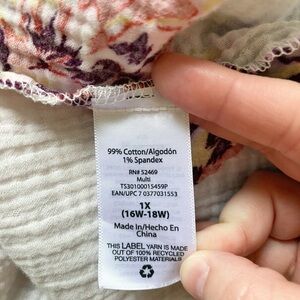 99% Cotton/Algodón
1% Spandex
RN# 52469
Multi
TS30100015459P
EAN/UPC 7 0377031553
1X
(16W-18W)
Made In/Hecho En
China
THIS LABEL YARN IS MADE
OUT OF 100% RECYCLED
POLYESTER MATERIALS